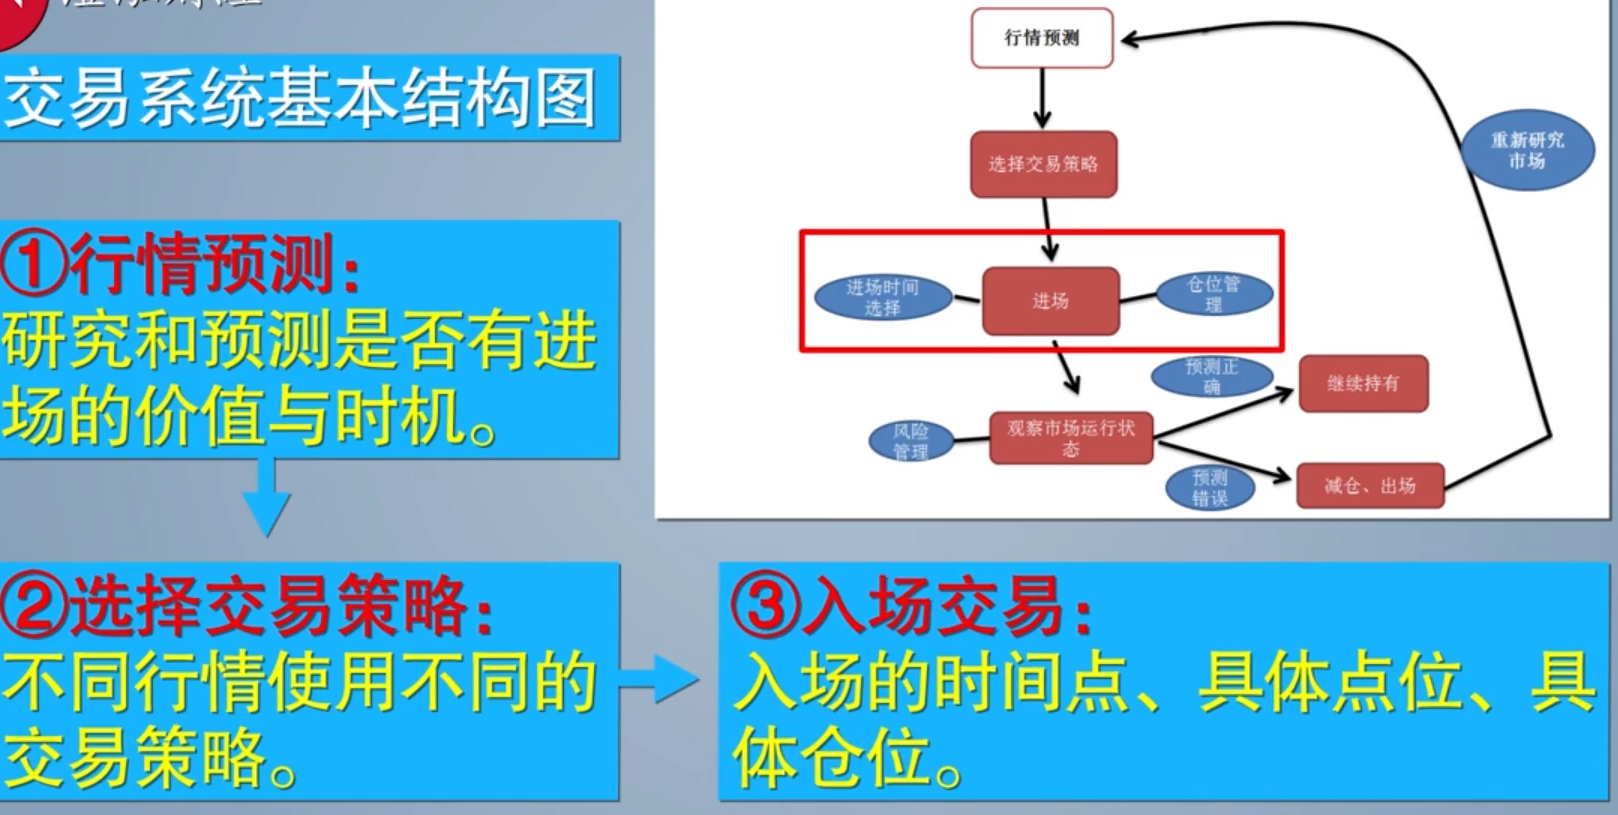 交易系统基本结构图
①行情预测：
研究和预测是否有进
场的价值与时机。
②选择交易策略：
不同行情使用不同的
交易策略。
③入场交易：
入场的时间点、具体点位、具
体仓位。
行情预测
重新研究
市场
选择交易策略
进场时间
选择
进场
仓位管
理
预测正
确
继续持有
风险
管理
观察市场运行状
态
预测
错误
减仓、出场